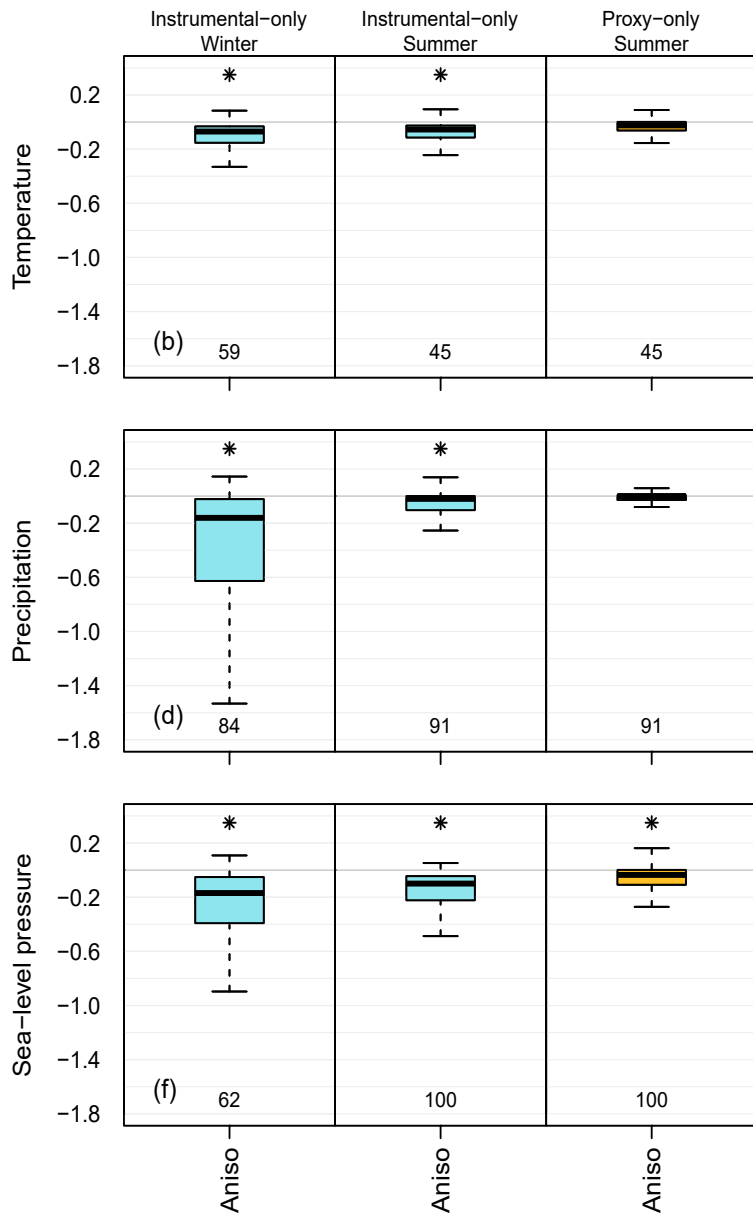 Instrumental−only Instrumental−only Proxy−only
Winter Summer Summer
* *
Temperature
0.2
−0.2
−0.6
−1.0
−1.4
−1.8
(b) 59 45 45
* *
Precipitation
0.2
−0.2
−0.6
−1.0
−1.4
−1.8
(d) 84 91 91
* * *
Sea−level pressure
0.2
−0.2
−0.6
−1.0
−1.4
−1.8
(f) 62 100 100
Aniso Aniso Aniso